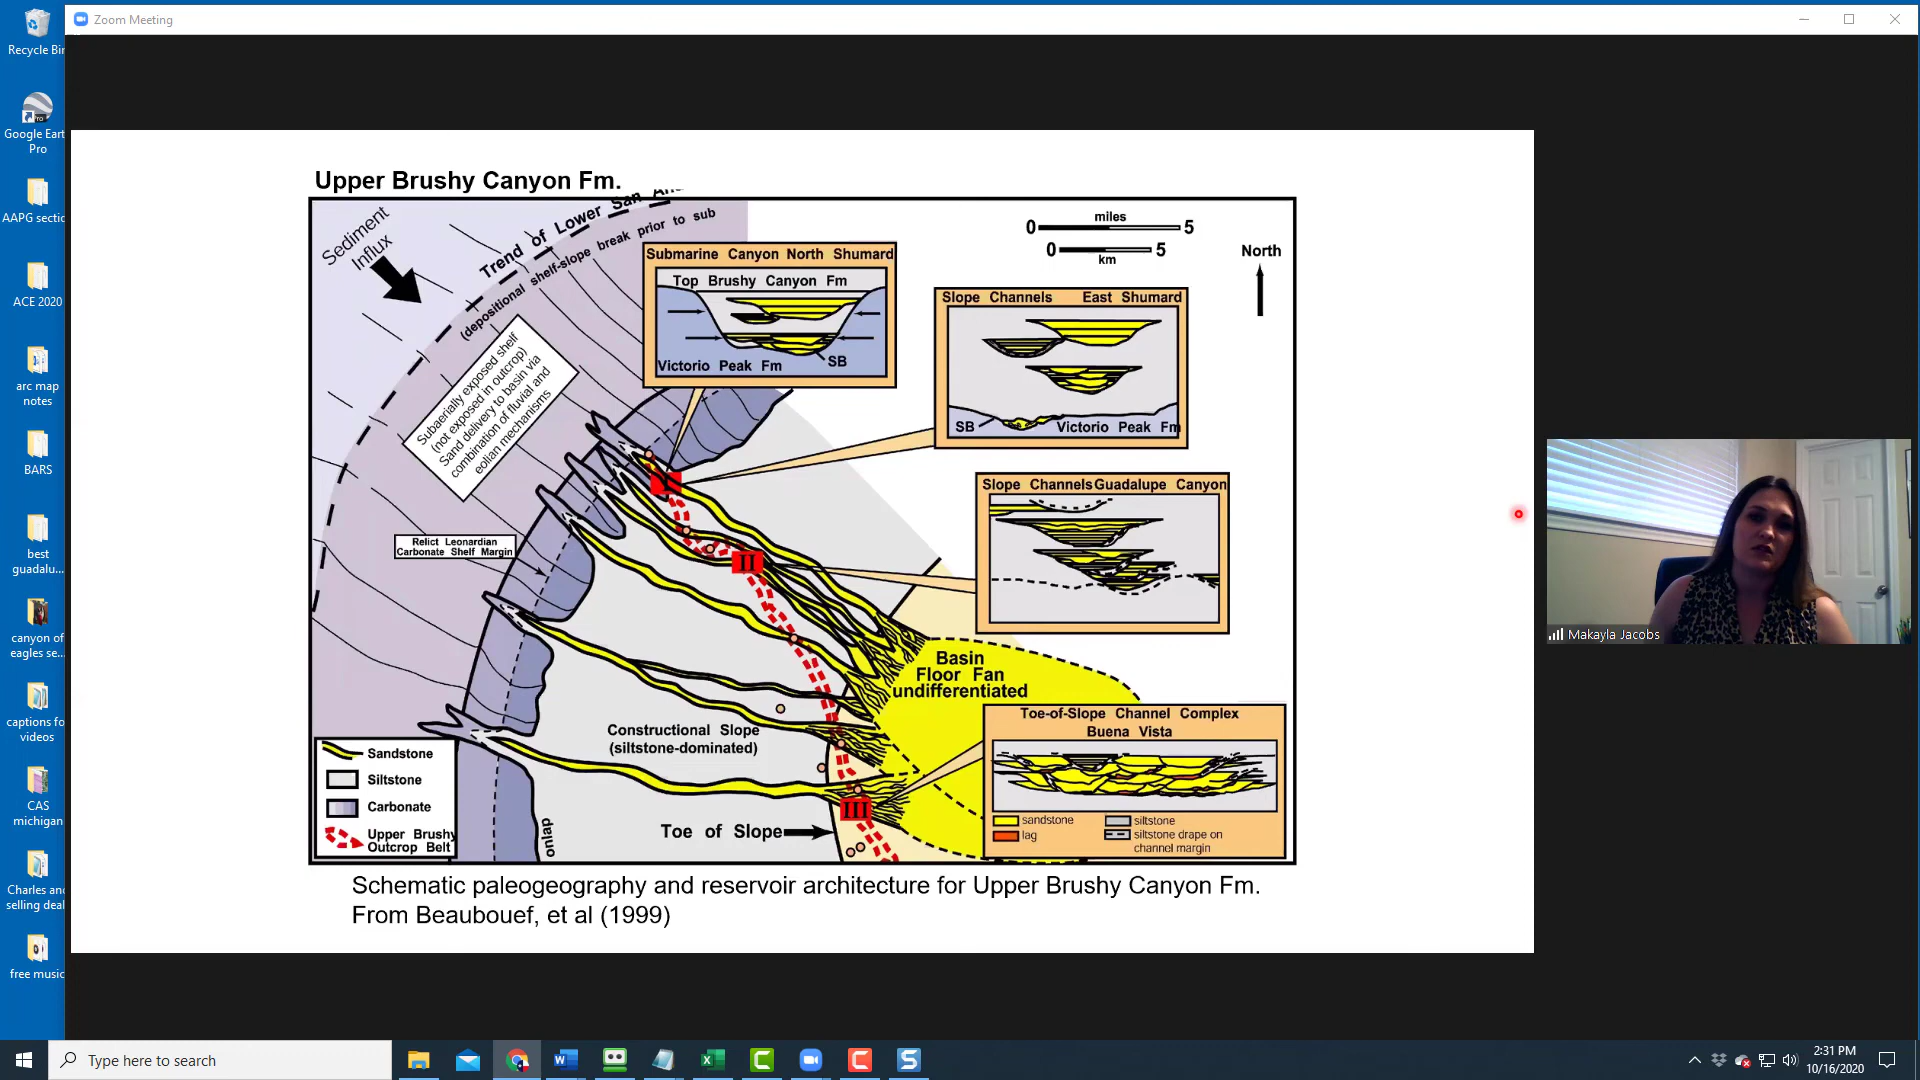 Zoom Meeting
Recycle Bin
Google Eart
Pro
AAPG sectio
ACE 2020
arc map
notes
BARS
best
guadalu...
canyon of
eagles se...
captions fo
videos
CAS
michigan
Charles and
selling deal
free music
Upper Brushy Canyon Fm.
Sediment
Influx
Trend of Lower San
(depositional shelf-slope break prior to sub
Subaerially exposed shelf
(not exposed in outcrop)
Sand delivery to basin via
combination of fluvial and
eolian mechanisms
Relict Leonardian
Carbonate Shelf Margin
Submarine Canyon North Shumard
Top Brushy Canyon Fm
Victorio Peak Fm
SB
miles
0 5
0 5
km
North
Slope Channels East Shumard
SB
Victorio Peak Fm
Slope Channels Guadalupe Canyon
I
II
III
Basin
Floor Fan
undifferentiated
Constructional Slope
(siltstone-dominated)
Toe of Slope
onlap
Sandstone
Siltstone
Carbonate
Upper Brushy
Outcrop Belt
Toe-of-Slope Channel Complex
Buena Vista
sandstone
lag
siltstone
siltstone drape on
channel margin
Schematic paleogeography and reservoir architecture for Upper Brushy Canyon Fm.
From Beaubouef, et al (1999)
Makayla Jacobs
Type here to search
2:31 PM
10/16/2020